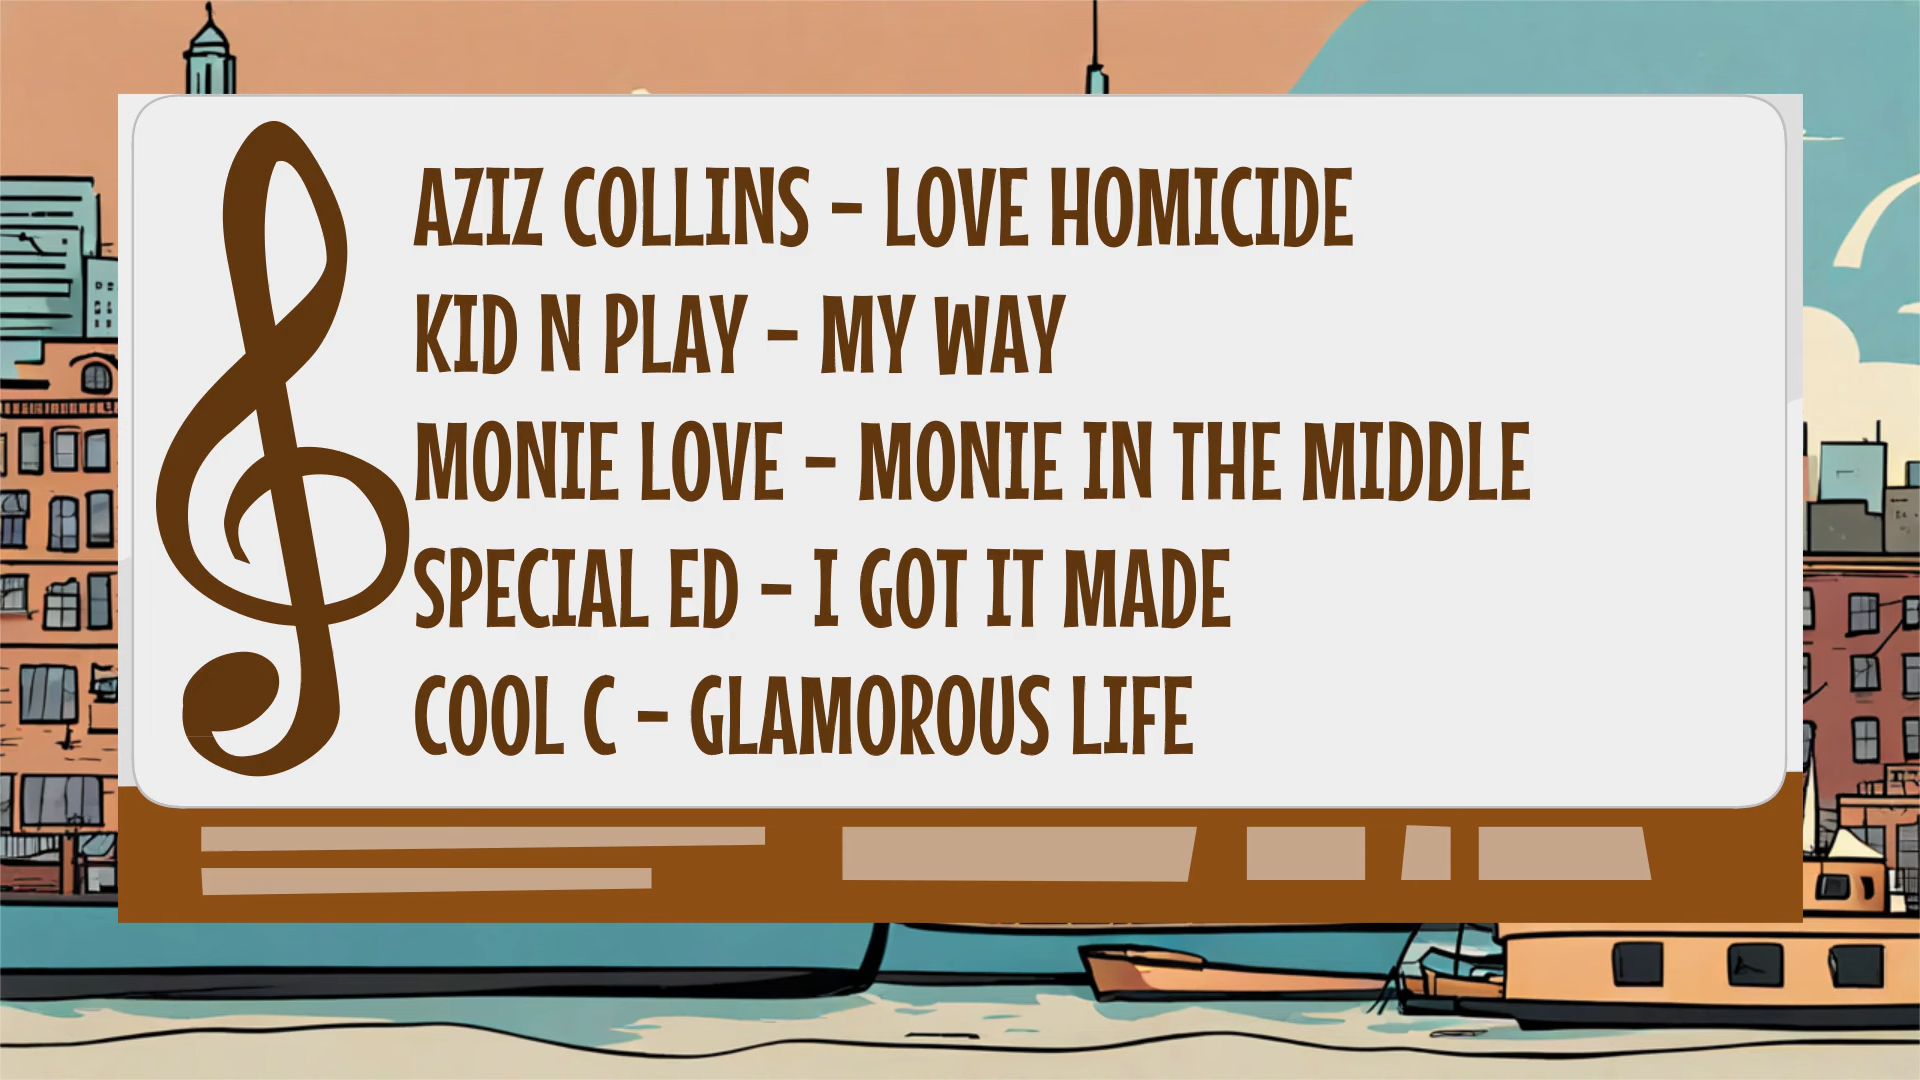 AZIZ COLLINS - LOVE HOMICIDE
KID N PLAY - MY WAY
MONIE LOVE - MONIE IN THE MIDDLE
SPECIAL ED - I GOT IT MADE
COOL C - GLAMOROUS LIFE